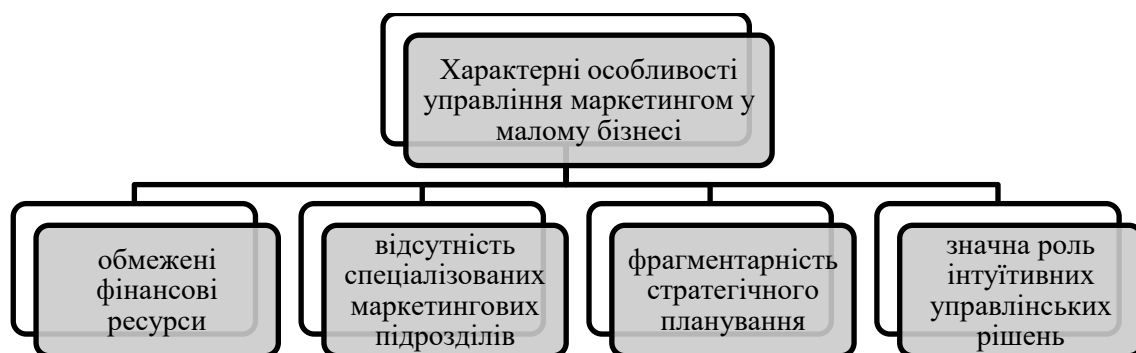 Характерні особливості
управління маркетингом у
малому бізнесі
обмежені
фінансові
ресурси
відсутність
спеціалізованих
маркетингових
підрозділів
фрагментарність
стратегічного
планування
значна роль
інтуїтивних
управлінських
рішень